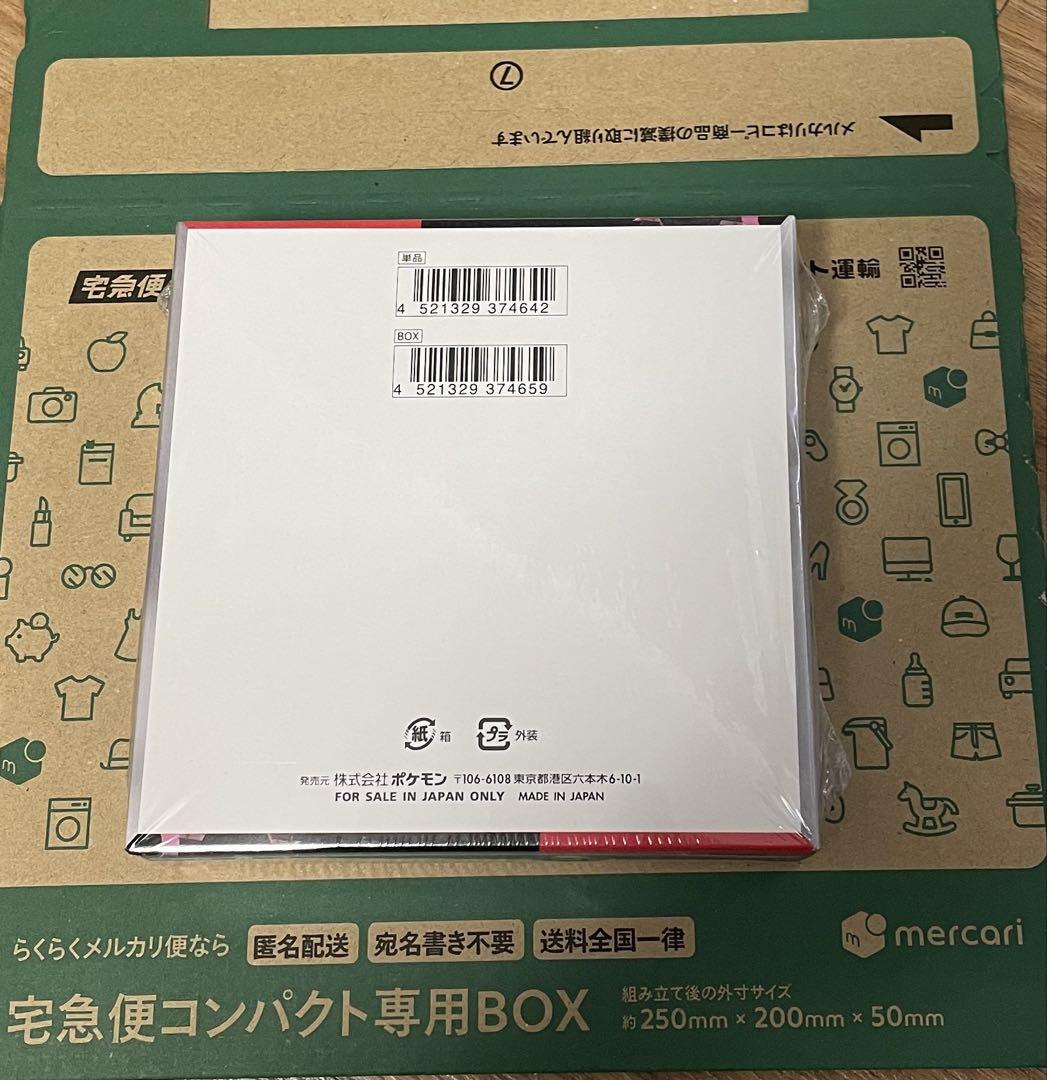 ⑦
メルカリはコピー商品の撲滅に取り組んでいます
宅急便
ト運輸
単品
4 521329 374642
BOX
4 521329 374659
紙 箱
プラ 外装
発売元 株式会社ポケモン 〒106-6108 東京都港区六本木6-10-1
FOR SALE IN JAPAN ONLY MADE IN JAPAN
らくらくメルカリ便なら 匿名配送 宛名書き不要 送料全国一律
mercari
宅急便コンパクト専用BOX
組み立て後の外寸サイズ
約250mm×200mm×50mm